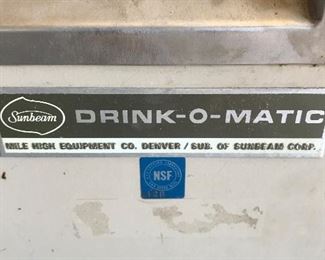 Sunbeam
DRINK-O-MATIC
MILE HIGH EQUIPMENT CO. DENVER / SUB. OF SUNBEAM CORP.
NSF